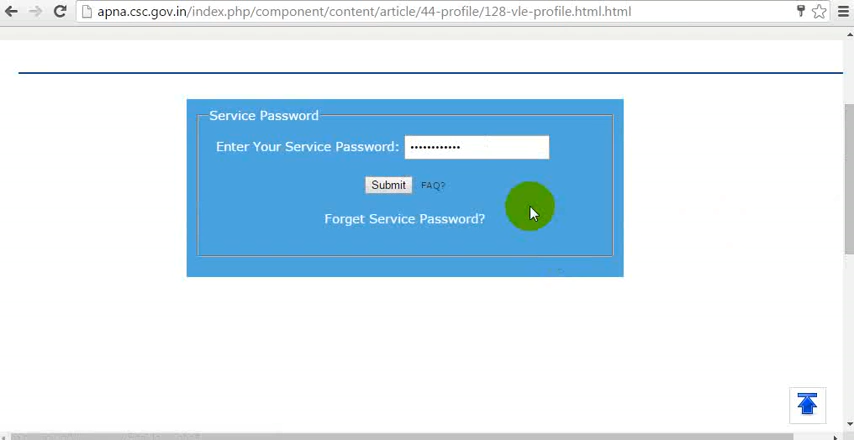 apna.csc.gov.in/index.php/component/content/article/44-profile/128-vle-profile.html.html
Service Password
Enter Your Service Password: ••••••••••••
Submit FAQ?
Forget Service Password?